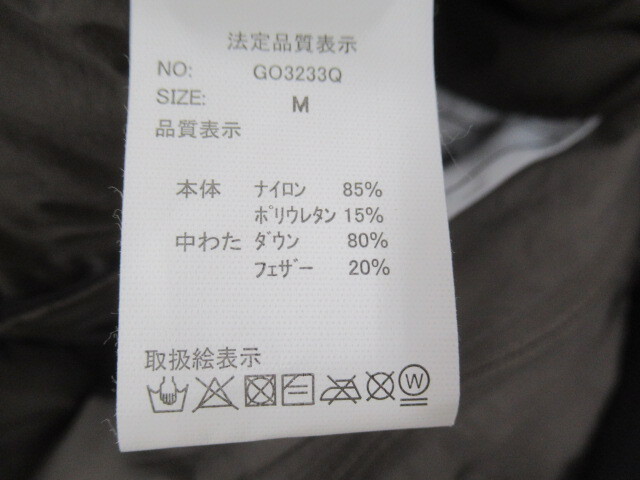 法定品質表示
NO: GO3233Q
SIZE: M
品質表示
本体 ﾅｲﾛﾝ 85%
ﾎﾟﾘｳﾚﾀﾝ 15%
中わた ﾀﾞｳﾝ 80%
ﾌｪｻﾞｰ 20%
取扱絵表示
W